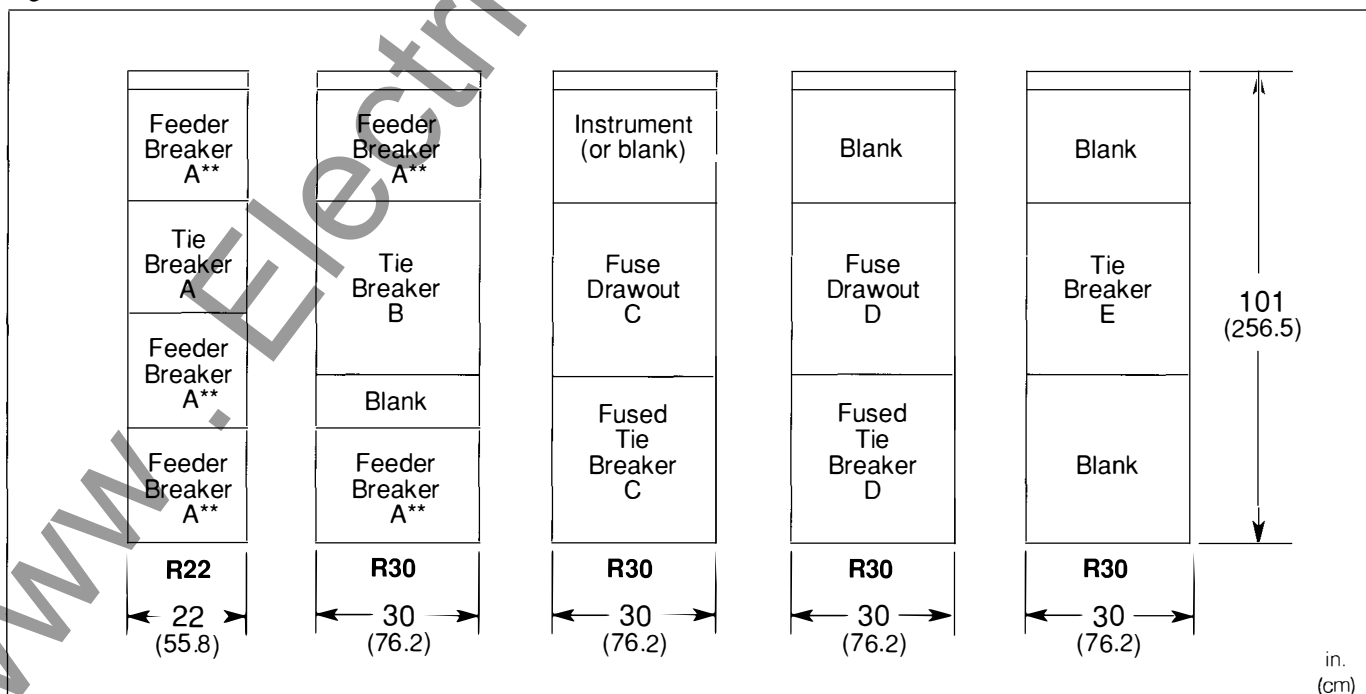 www. Electri
Feeder
Breaker
A**
Tie
Breaker
A
Feeder
Breaker
A**
Feeder
Breaker
A**
R22
22
(55.8)
Feeder
Breaker
A**
Tie
Breaker
B
Blank
Feeder
Breaker
A**
R30
30
(76.2)
Instrument
(or blank)
Fuse
Drawout
C
Fused
Tie
Breaker
C
R30
30
(76.2)
Blank
Fuse
Drawout
D
Fused
Tie
Breaker
D
R30
30
(76.2)
Blank
Tie
Breaker
E
Blank
R30
30
(76.2)
101
(256.5)
in.
(cm)